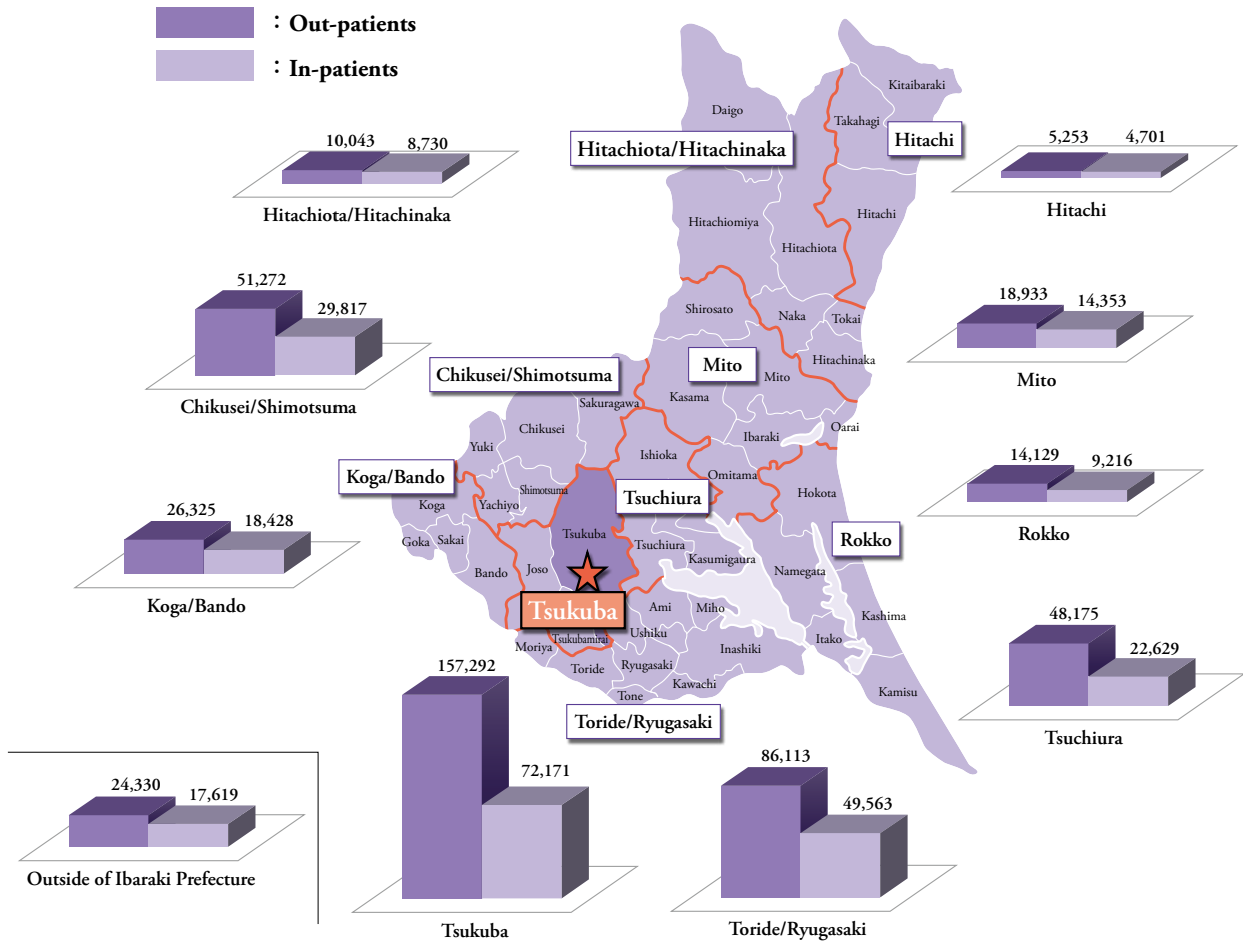 : Out-patients
: In-patients
10,043 8,730
Hitachiota/Hitachinaka
51,272
29,817
Chikusei/Shimotsuma
26,325
18,428
Koga/Bando
24,330 17,619
Outside of Ibaraki Prefecture
157,292
72,171
Tsukuba
86,113
49,563
Toride/Ryugasaki
5,253 4,701
Hitachi
18,933 14,353
Mito
14,129 9,216
Rokko
48,175
22,629
Tsuchiura
Kitaibaraki
Daigo
Takahagi
Hitachi
Hitachiota/Hitachinaka
Hitachiomiya
Hitachi
Hitachiota
Shirosato
Naka
Tokai
Hitachinaka
Mito
Mito
Chikusei/Shimotsuma
Kasama
Sakuragawa
Chikusei
Ibaraki
Oarai
Yuki
Ishioka
Omitama
Koga/Bando
Shimotsuma
Tsuchiura
Hokota
Koga
Yachiyo
Tsukuba
Rokko
Goka
Sakai
Tsuchiura
Kasumigaura
Bando
Joso
Namegata
Tsukuba
Ami
Miho
Kashima
Ushiku
Tsukubamirai
Itako
Moriya
Inashiki
Toride
Ryugasaki
Kawachi
Kamisu
Tone
Toride/Ryugasaki